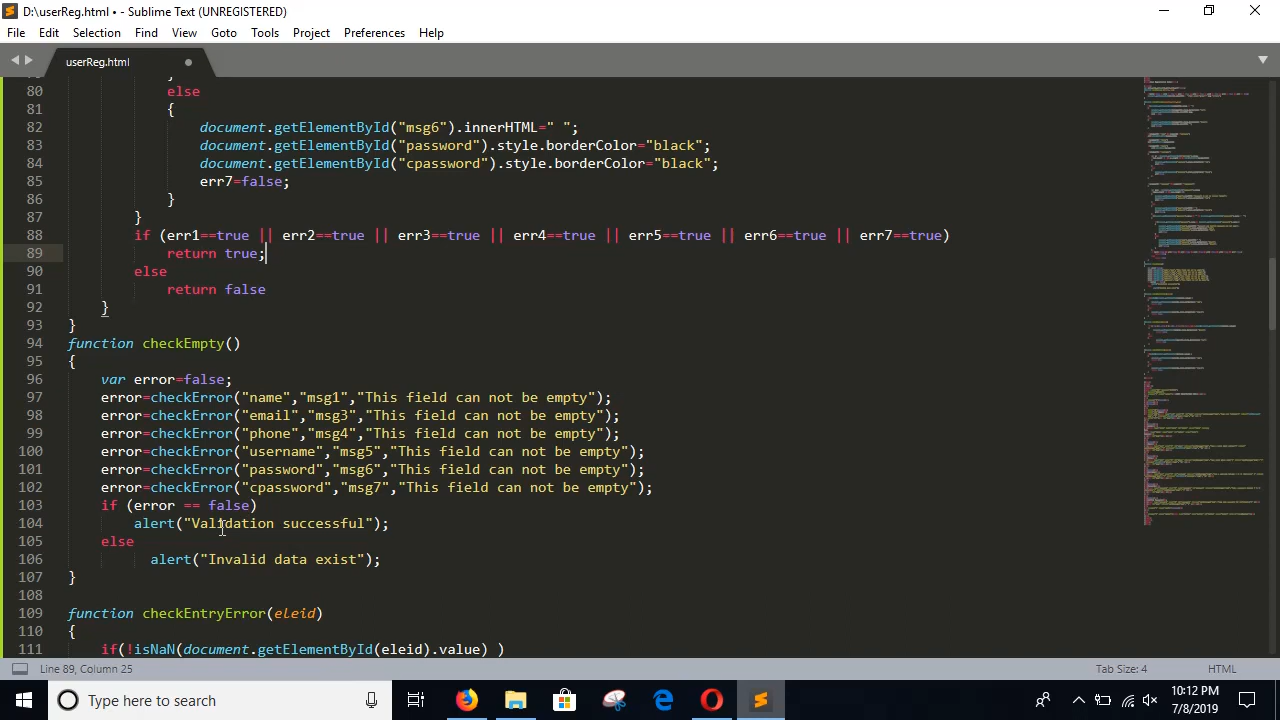 D:\userReg.html • - Sublime Text (UNREGISTERED)
File Edit Selection Find View Goto Tools Project Preferences Help
userReg.html
80 else
81 {
82 document.getElementById("msg6").innerHTML=" ";
83 document.getElementById("password").style.borderColor="black";
84 document.getElementById("cpassword").style.borderColor="black";
85 err7=false;
86 }
87 }
88 if (err1==true || err2==true || err3==true || err4==true || err5==true || err6==true || err7==true)
89 return true;
90 else
91 return false
92 }
93 }
94 function checkEmpty()
95 {
96 var error=false;
97 error=checkError("name","msg1","This field can not be empty");
98 error=checkError("email","msg3","This field can not be empty");
99 error=checkError("phone","msg4","This field can not be empty");
100 error=checkError("username","msg5","This field can not be empty");
101 error=checkError("password","msg6","This field can not be empty");
102 error=checkError("cpassword","msg7","This field can not be empty");
103 if (error == false)
104 alert("Validation successful");
105 else
106 alert("Invalid data exist");
107 }
108
109 function checkEntryError(eleid)
110 {
111 if(!isNaN(document.getElementById(eleid).value) )
Line 89, Column 25 Tab Size: 4 HTML
Type here to search
10:12 PM
7/8/2019